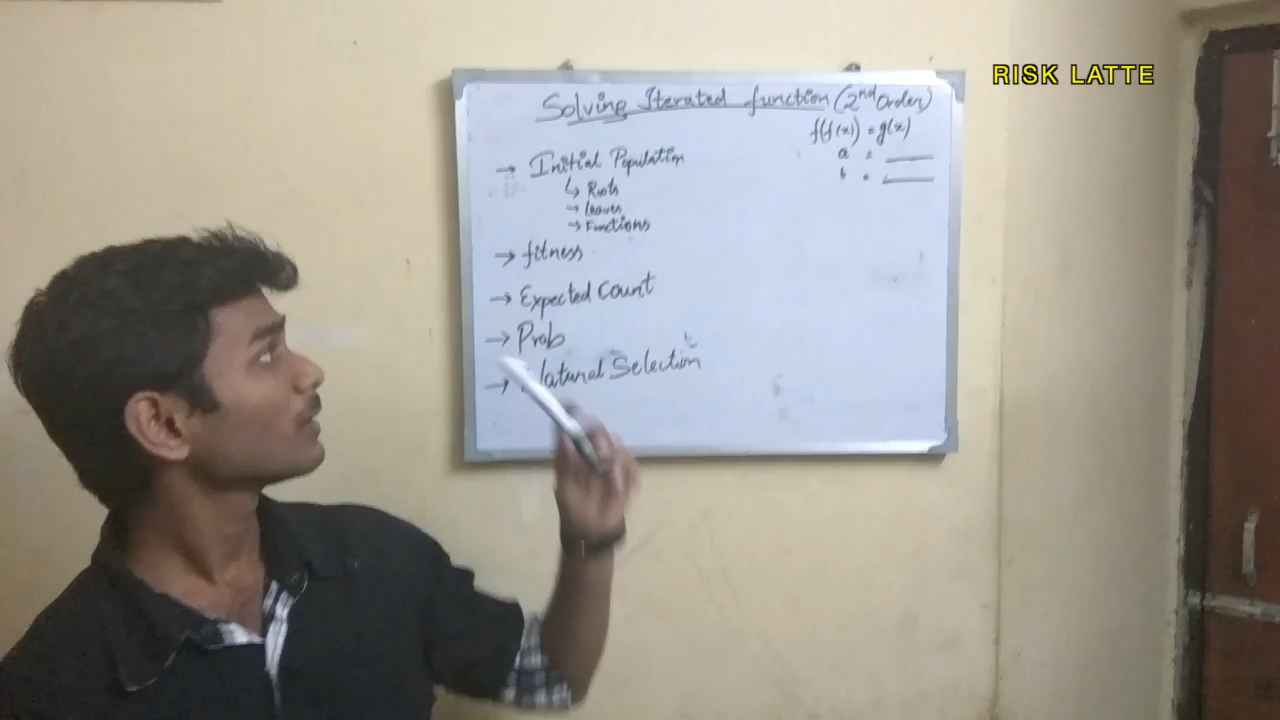 RISK LATTE
Solving Iterated function (2nd Order)
f(f(x) = g(x)
a =
b =
→ Initial Population
↳ Roots
→ Leaves
→ Functions
→ fitness
→ Expected Count
→ Prob
→ Natural Selection